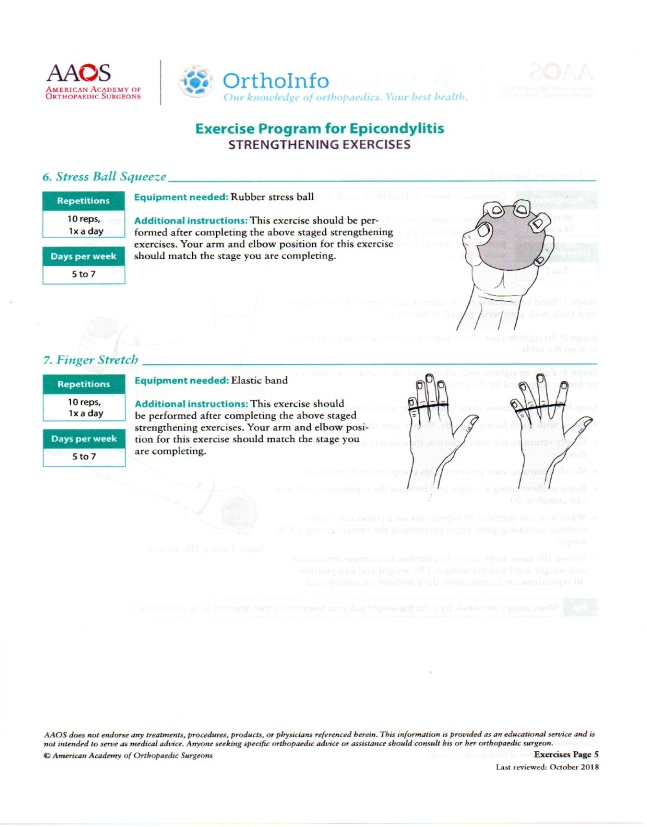 AAOS
AMERICAN ACADEMY OF
ORTHOPAEDIC SURGEONS
OrthoInfo
Our knowledge of orthopaedics. Your best health.
Exercise Program for Epicondylitis
STRENGTHENING EXERCISES
6. Stress Ball Squeeze
Repetitions
10 reps,
1x a day
Days per week
5 to 7
Equipment needed: Rubber stress ball
Additional instructions: This exercise should be per-
formed after completing the above staged strengthening
exercises. Your arm and elbow position for this exercise
should match the stage you are completing.
7. Finger Stretch
Repetitions
10 reps,
1x a day
Days per week
5 to 7
Equipment needed: Elastic band
Additional instructions: This exercise should
be performed after completing the above staged
strengthening exercises. Your arm and elbow posi-
tion for this exercise should match the stage you
are completing.
AAOS does not endorse any treatments, procedures, products, or physicians referenced herein. This information is provided as an educational service and is
not intended to serve as medical advice. Anyone seeking specific orthopaedic advice or assistance should consult his or her orthopaedic surgeon.
© American Academy of Orthopaedic Surgeons
Exercises Page 5
Last reviewed: October 2018